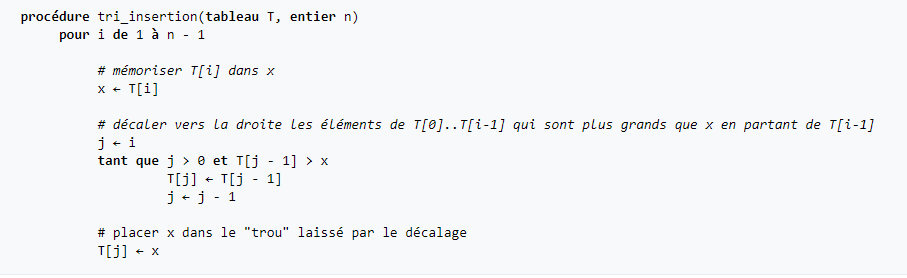 procédure tri_insertion(tableau T, entier n)
pour i de 1 à n - 1
# mémoriser T[i] dans x
x ← T[i]
# décaler vers la droite les éléments de T[0]..T[i-1] qui sont plus grands que x en partant de T[i-1]
j ← i
tant que j > 0 et T[j - 1] > x
T[j] ← T[j - 1]
j ← j - 1
# placer x dans le "trou" laissé par le décalage
T[j] ← x